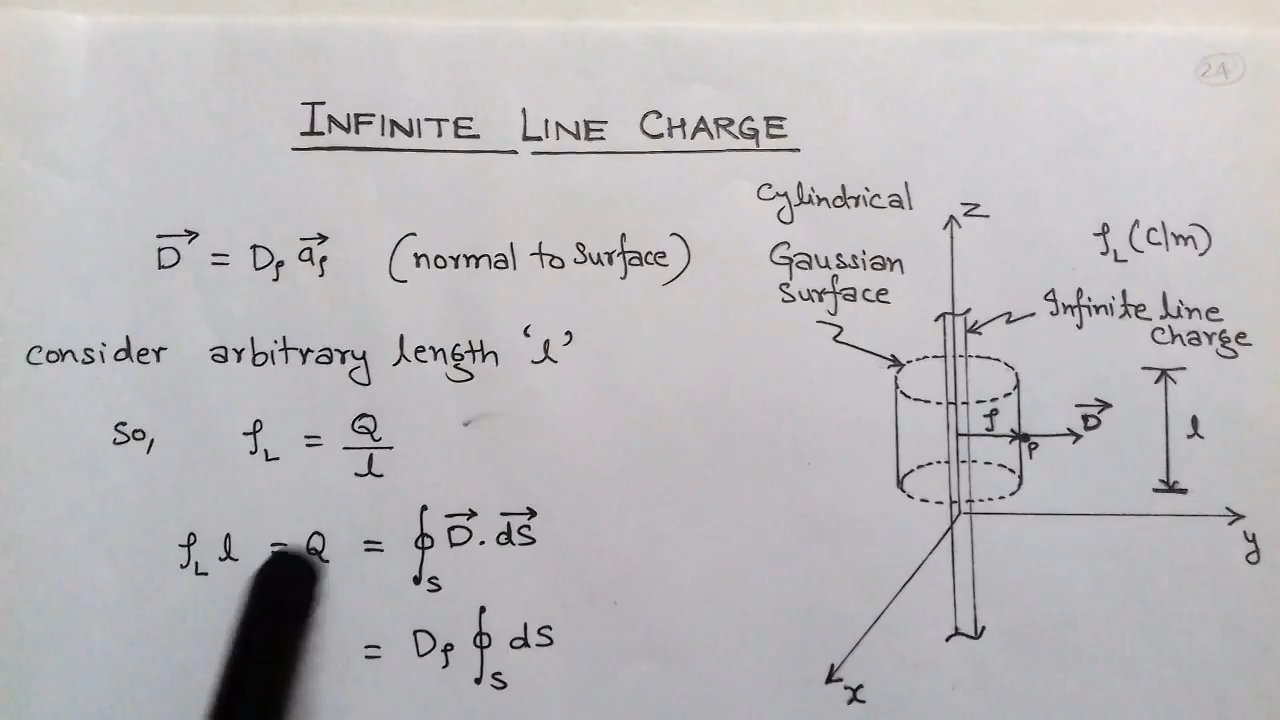 24
INFINITE LINE CHARGE
D⃗ = Dρ a⃗ρ (normal to surface)
consider arbitrary length 'l'
so, ρL = Q/l
ρL l = Q = ∮S D⃗ . dS⃗
= Dρ ∮S dS
Cylindrical
Gaussian
surface
z
ρL (C/m)
Infinite line
charge
ρ
P
D⃗
l
y
x